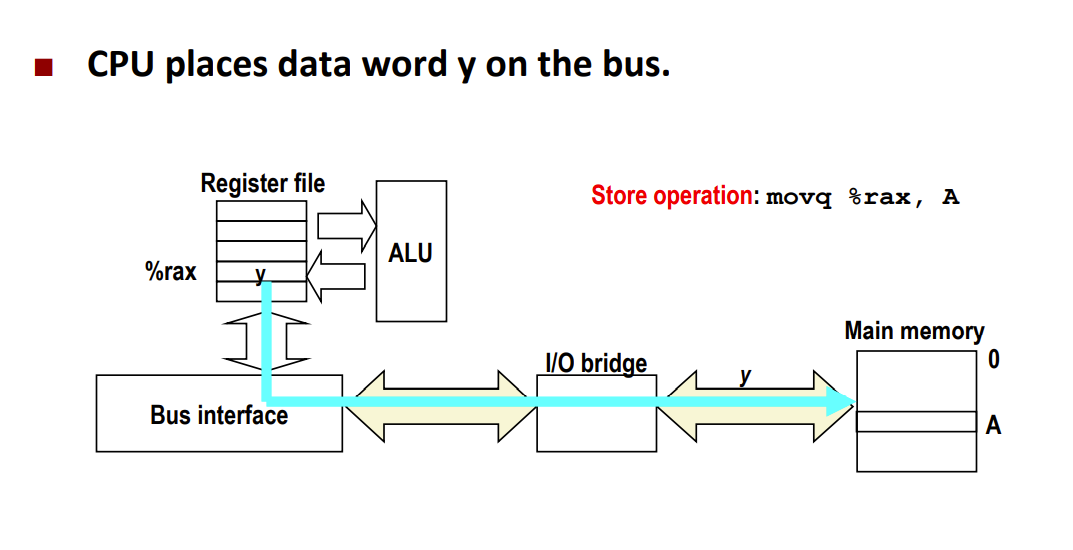 CPU places data word y on the bus.
Register file
Store operation: movq %rax, A
ALU
%rax
y
Main memory
0
I/O bridge
y
Bus interface
A